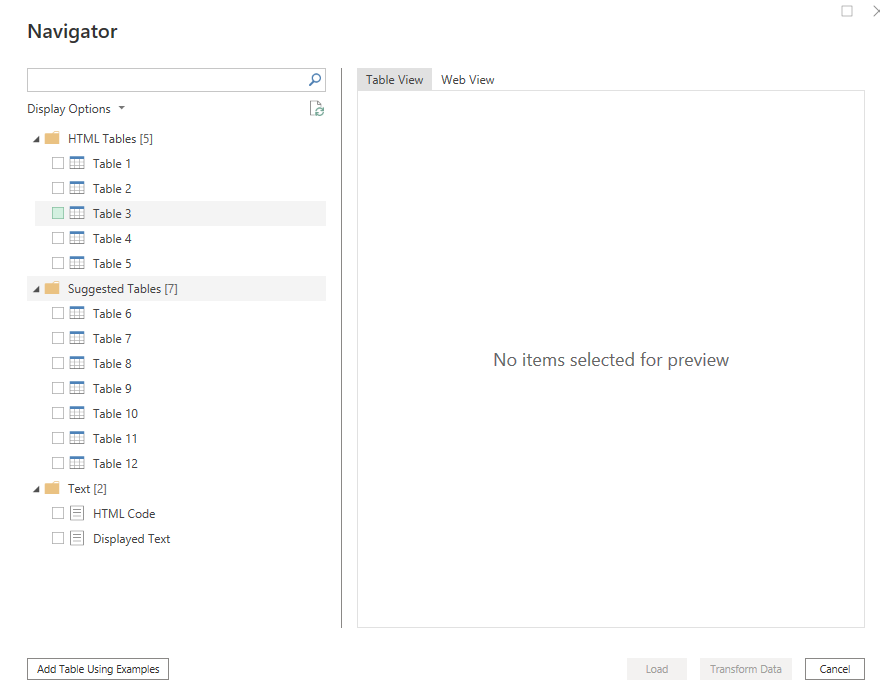 Navigator
Display Options
HTML Tables [5]
Table 1
Table 2
Table 3
Table 4
Table 5
Suggested Tables [7]
Table 6
Table 7
Table 8
Table 9
Table 10
Table 11
Table 12
Text [2]
HTML Code
Displayed Text
Table View Web View
No items selected for preview
Add Table Using Examples
Load Transform Data Cancel